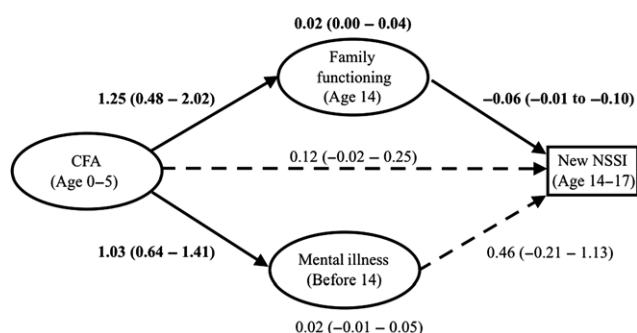 0.02 (0.00 – 0.04)
Family
functioning
(Age 14)
1.25 (0.48 – 2.02)
–0.06 (–0.01 to –0.10)
CFA
(Age 0–5)
0.12 (–0.02 – 0.25)
New NSSI
(Age 14–17)
1.03 (0.64 – 1.41)
Mental illness
(Before 14)
0.46 (–0.21 – 1.13)
0.02 (–0.01 – 0.05)